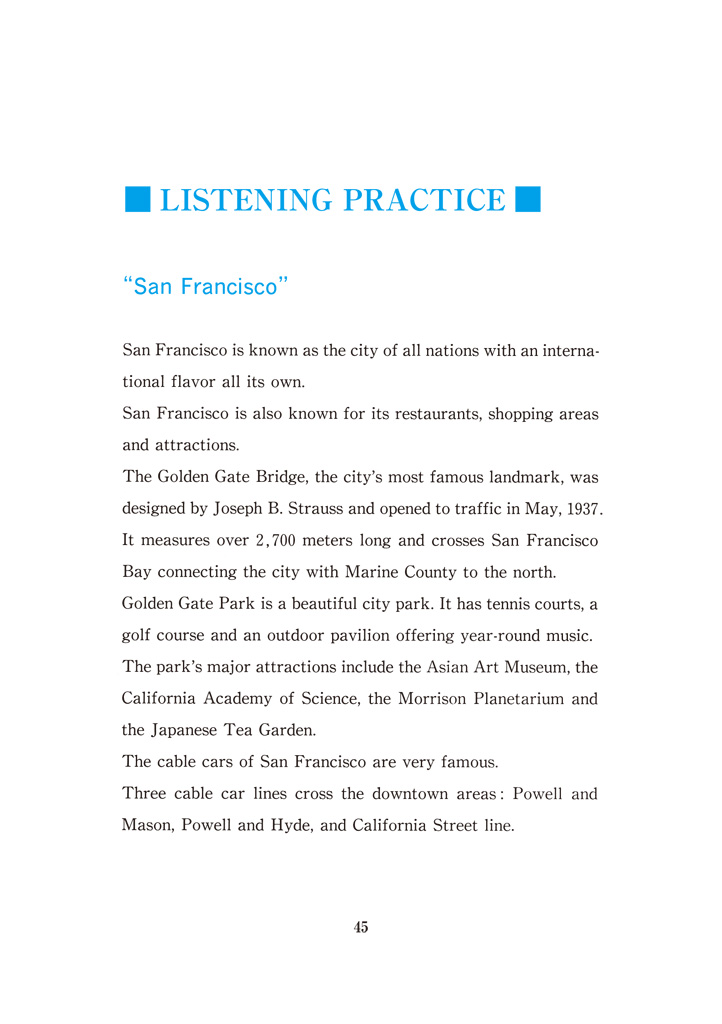 ■ LISTENING PRACTICE ■
“San Francisco”
San Francisco is known as the city of all nations with an interna-
tional flavor all its own.
San Francisco is also known for its restaurants, shopping areas
and attractions.
The Golden Gate Bridge, the city’s most famous landmark, was
designed by Joseph B. Strauss and opened to traffic in May, 1937.
It measures over 2,700 meters long and crosses San Francisco
Bay connecting the city with Marine County to the north.
Golden Gate Park is a beautiful city park. It has tennis courts, a
golf course and an outdoor pavilion offering year-round music.
The park’s major attractions include the Asian Art Museum, the
California Academy of Science, the Morrison Planetarium and
the Japanese Tea Garden.
The cable cars of San Francisco are very famous.
Three cable car lines cross the downtown areas: Powell and
Mason, Powell and Hyde, and California Street line.
45